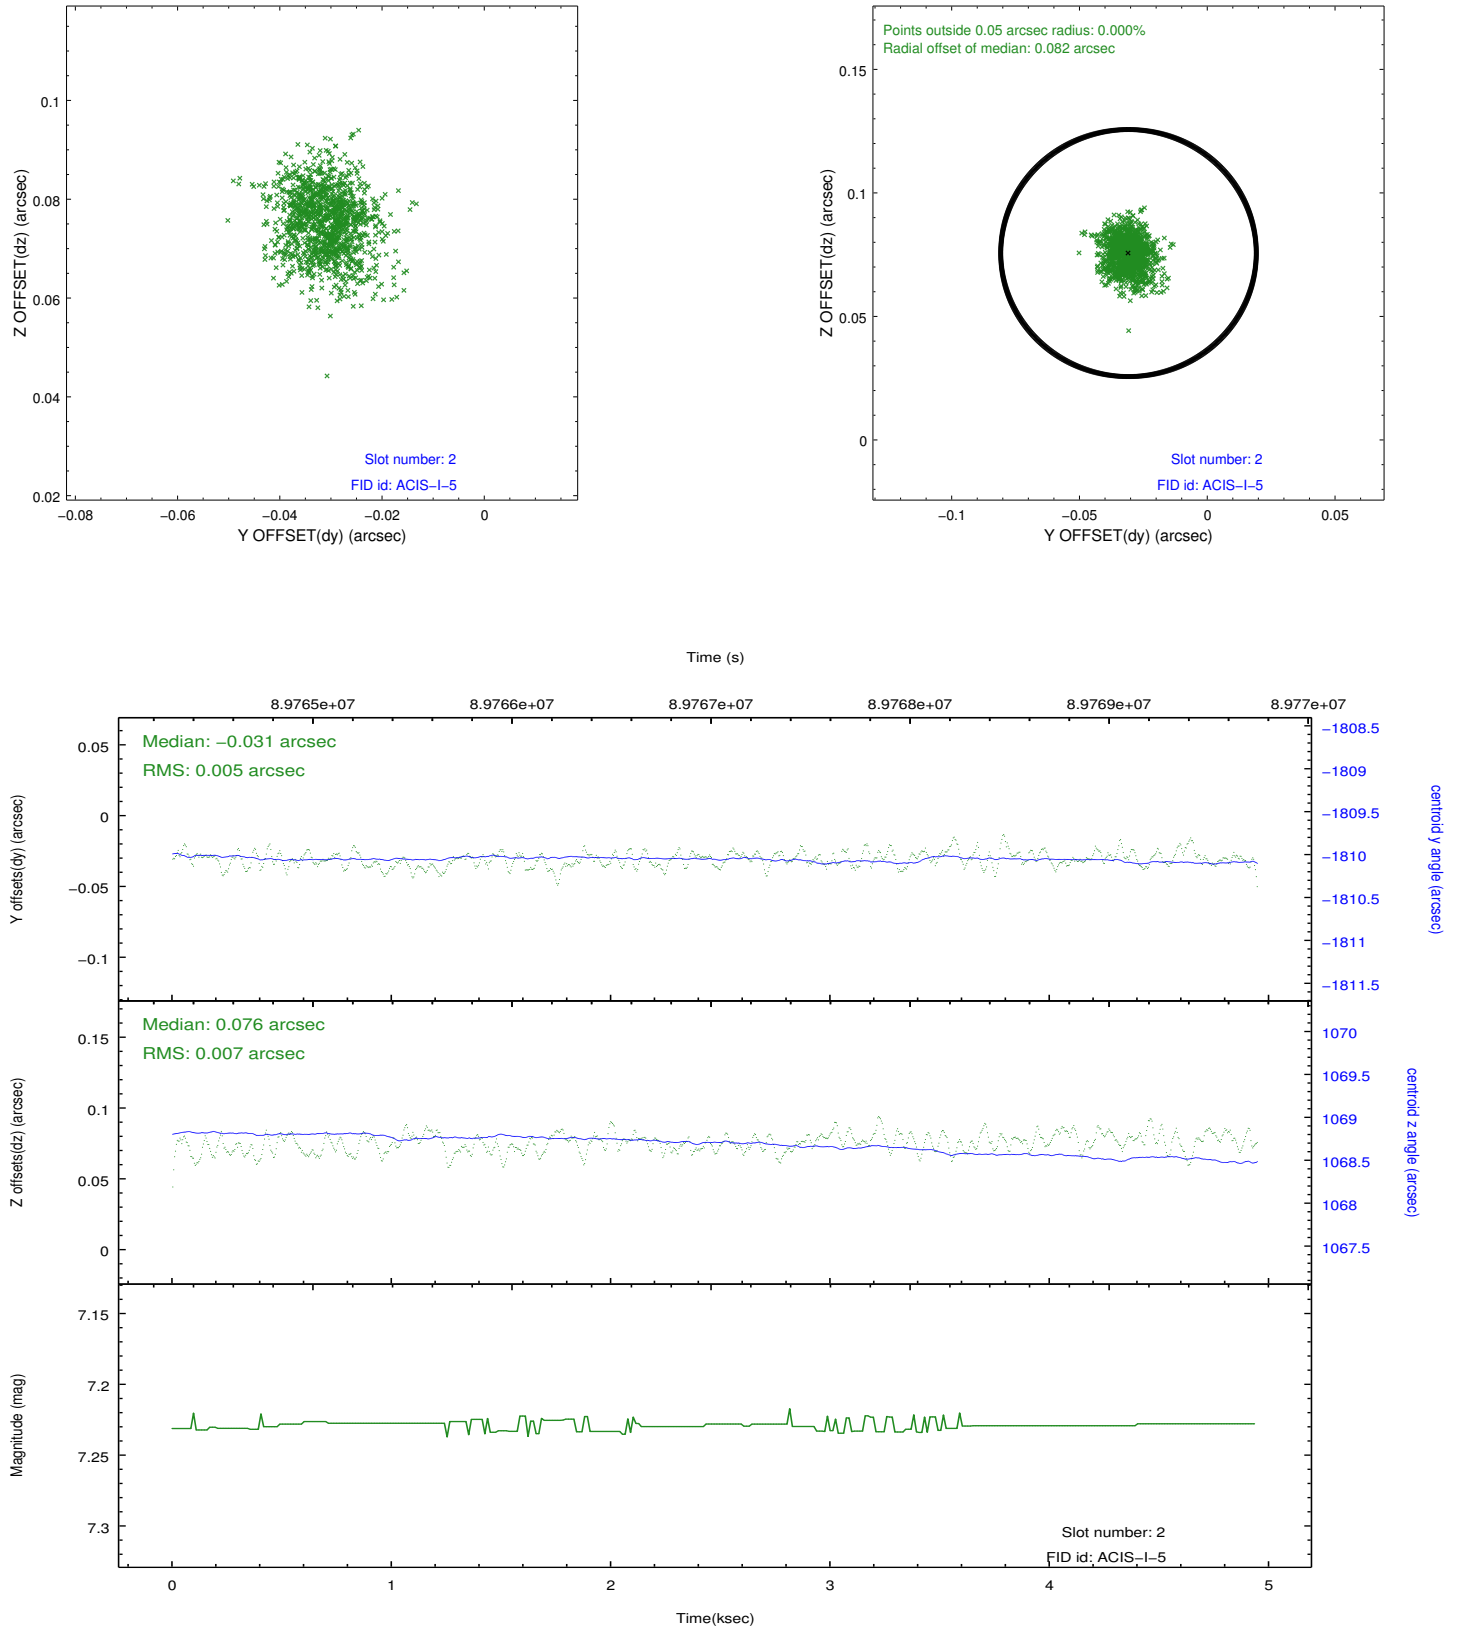 0.1
0.08
0.06
0.04
0.02
Z OFFSET(dz) (arcsec)
−0.08 −0.06 −0.04 −0.02 0
Y OFFSET(dy) (arcsec)
Slot number: 2
FID id: ACIS−I−5
Points outside 0.05 arcsec radius: 0.000%
Radial offset of median: 0.082 arcsec
0.15
0.1
0.05
0
Z OFFSET(dz) (arcsec)
−0.1 −0.05 0 0.05
Y OFFSET(dy) (arcsec)
Slot number: 2
FID id: ACIS−I−5
Time (s)
8.9765e+07 8.9766e+07 8.9767e+07 8.9768e+07 8.9769e+07 8.977e+07
Median: −0.031 arcsec
RMS: 0.005 arcsec
0.05
0
−0.05
−0.1
Y offsets(dy) (arcsec)
−1808.5
−1809
−1809.5
−1810
−1810.5
−1811
−1811.5
centroid y angle (arcsec)
Median: 0.076 arcsec
RMS: 0.007 arcsec
0.15
0.1
0.05
0
Z offsets(dz) (arcsec)
1070
1069.5
1069
1068.5
1068
1067.5
centroid z angle (arcsec)
7.15
7.2
7.25
7.3
Magnitude (mag)
Slot number: 2
FID id: ACIS−I−5
0 1 2 3 4 5
Time(ksec)